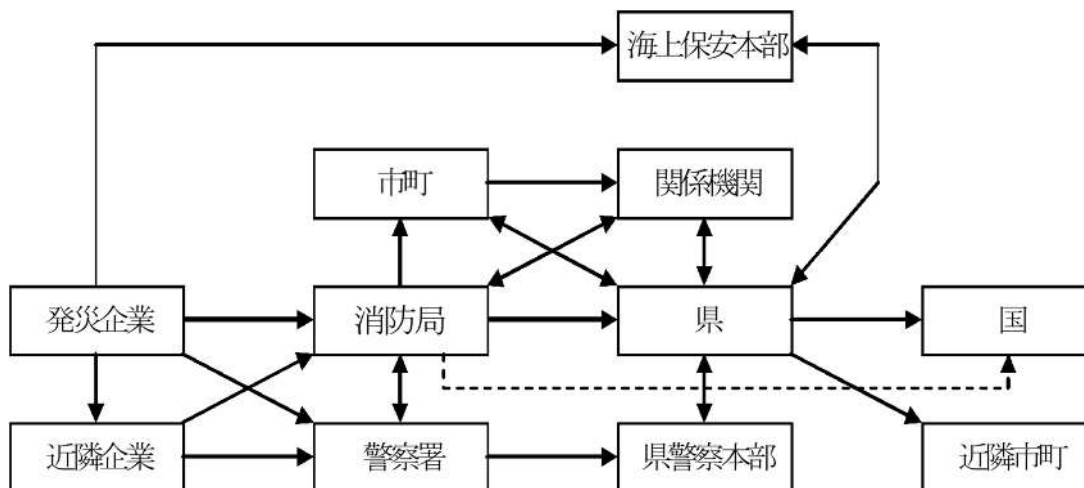 海上保安本部
市町
関係機関
発災企業
消防局
県
国
近隣企業
警察署
県警察本部
近隣市町